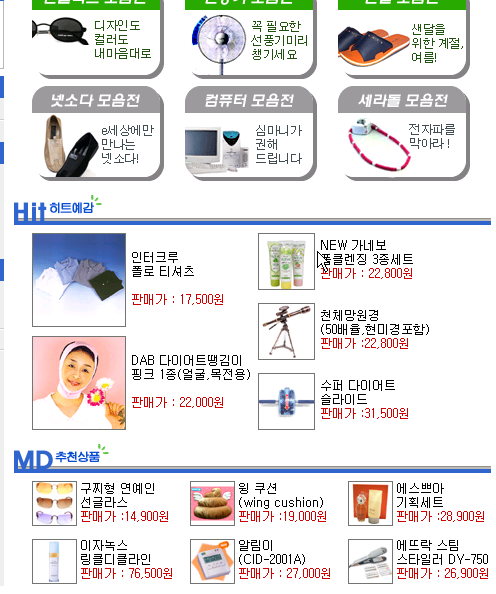 모음전
모음전
모음전
디자인도
컬러도
내마음대로
꼭 필요한
선풍기미리
챙기세요
샌달을
위한 계절,
여름!
넷소다 모음전
컴퓨터 모음전
세라돌 모음전
e세상에만
만나는
넷소다!
심마니가
권해
드립니다
전자파를
막아라!
Hit 히트예감
인터크루
폴로 티셔츠
판매가 : 17,500원
NEW 가네보
클렌징 3종세트
판매가 : 22,800원
천체망원경
(50배율,현미경포함)
판매가 :22,800원
DAB 다이어트땡김이
핑크 1종(얼굴,목전용)
판매가 : 22,000원
수퍼 다이어트
슬라이드
판매가 :31,500원
MD 추천상품
구찌형 연예인
선글라스
판매가 :14,900원
윙 쿠션
(wing cushion)
판매가 :19,000원
에스쁘아
기획세트
판매가 :28,900원
이자녹스
링클디클라인
판매가 : 76,500원
알림이
(CID-2001A)
판매가 : 27,000원
에뜨락 스팀
스타일러 DY-750
판매가 : 26,900원